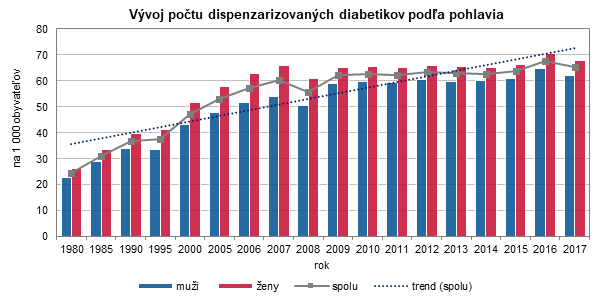 Vývoj počtu dispenzarizovaných diabetikov podľa pohlavia
80
70
60
50
40
30
20
10
0
na 1 000 obyvateľov
1980 1985 1990 1995 2000 2005 2006 2007 2008 2009 2010 2011 2012 2013 2014 2015 2016 2017
rok
muži ženy spolu trend (spolu)